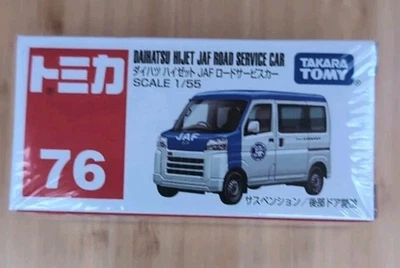 トミカ
76
DAIHATSU HIJET JAF ROAD SERVICE CAR
ダイハツ ハイゼット JAF ロードサービスカー
SCALE 1/55
TAKARA
TOMY
JAF
サスペンション/後部ドア開閉